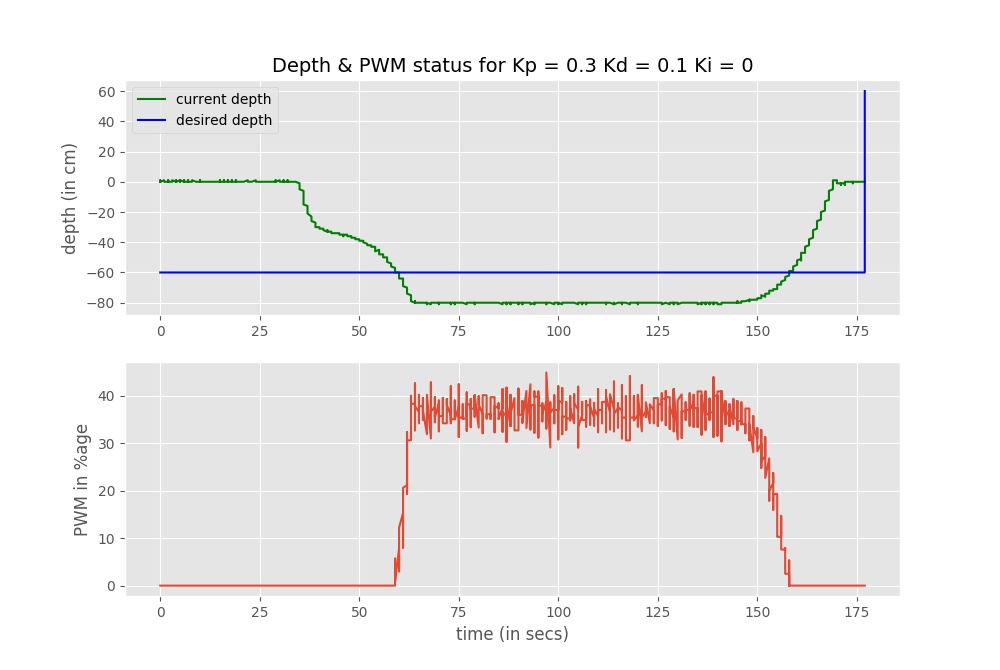 Depth & PWM status for Kp = 0.3 Kd = 0.1 Ki = 0
current depth
desired depth
depth (in cm)
60
40
20
0
−20
−40
−60
−80
0 25 50 75 100 125 150 175
PWM in %age
40
30
20
10
0
0 25 50 75 100 125 150 175
time (in secs)